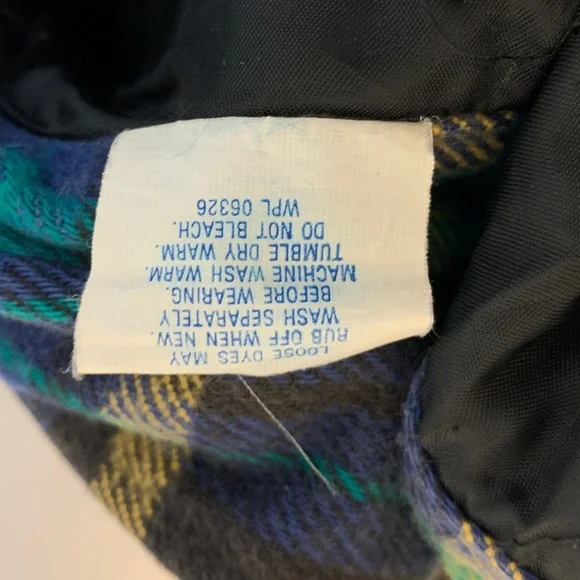 LOOSE DYES MAY
RUB OFF WHEN NEW.
WASH SEPARATELY
BEFORE WEARING.
MACHINE WASH WARM.
TUMBLE DRY WARM.
DO NOT BLEACH.
WPL 06326